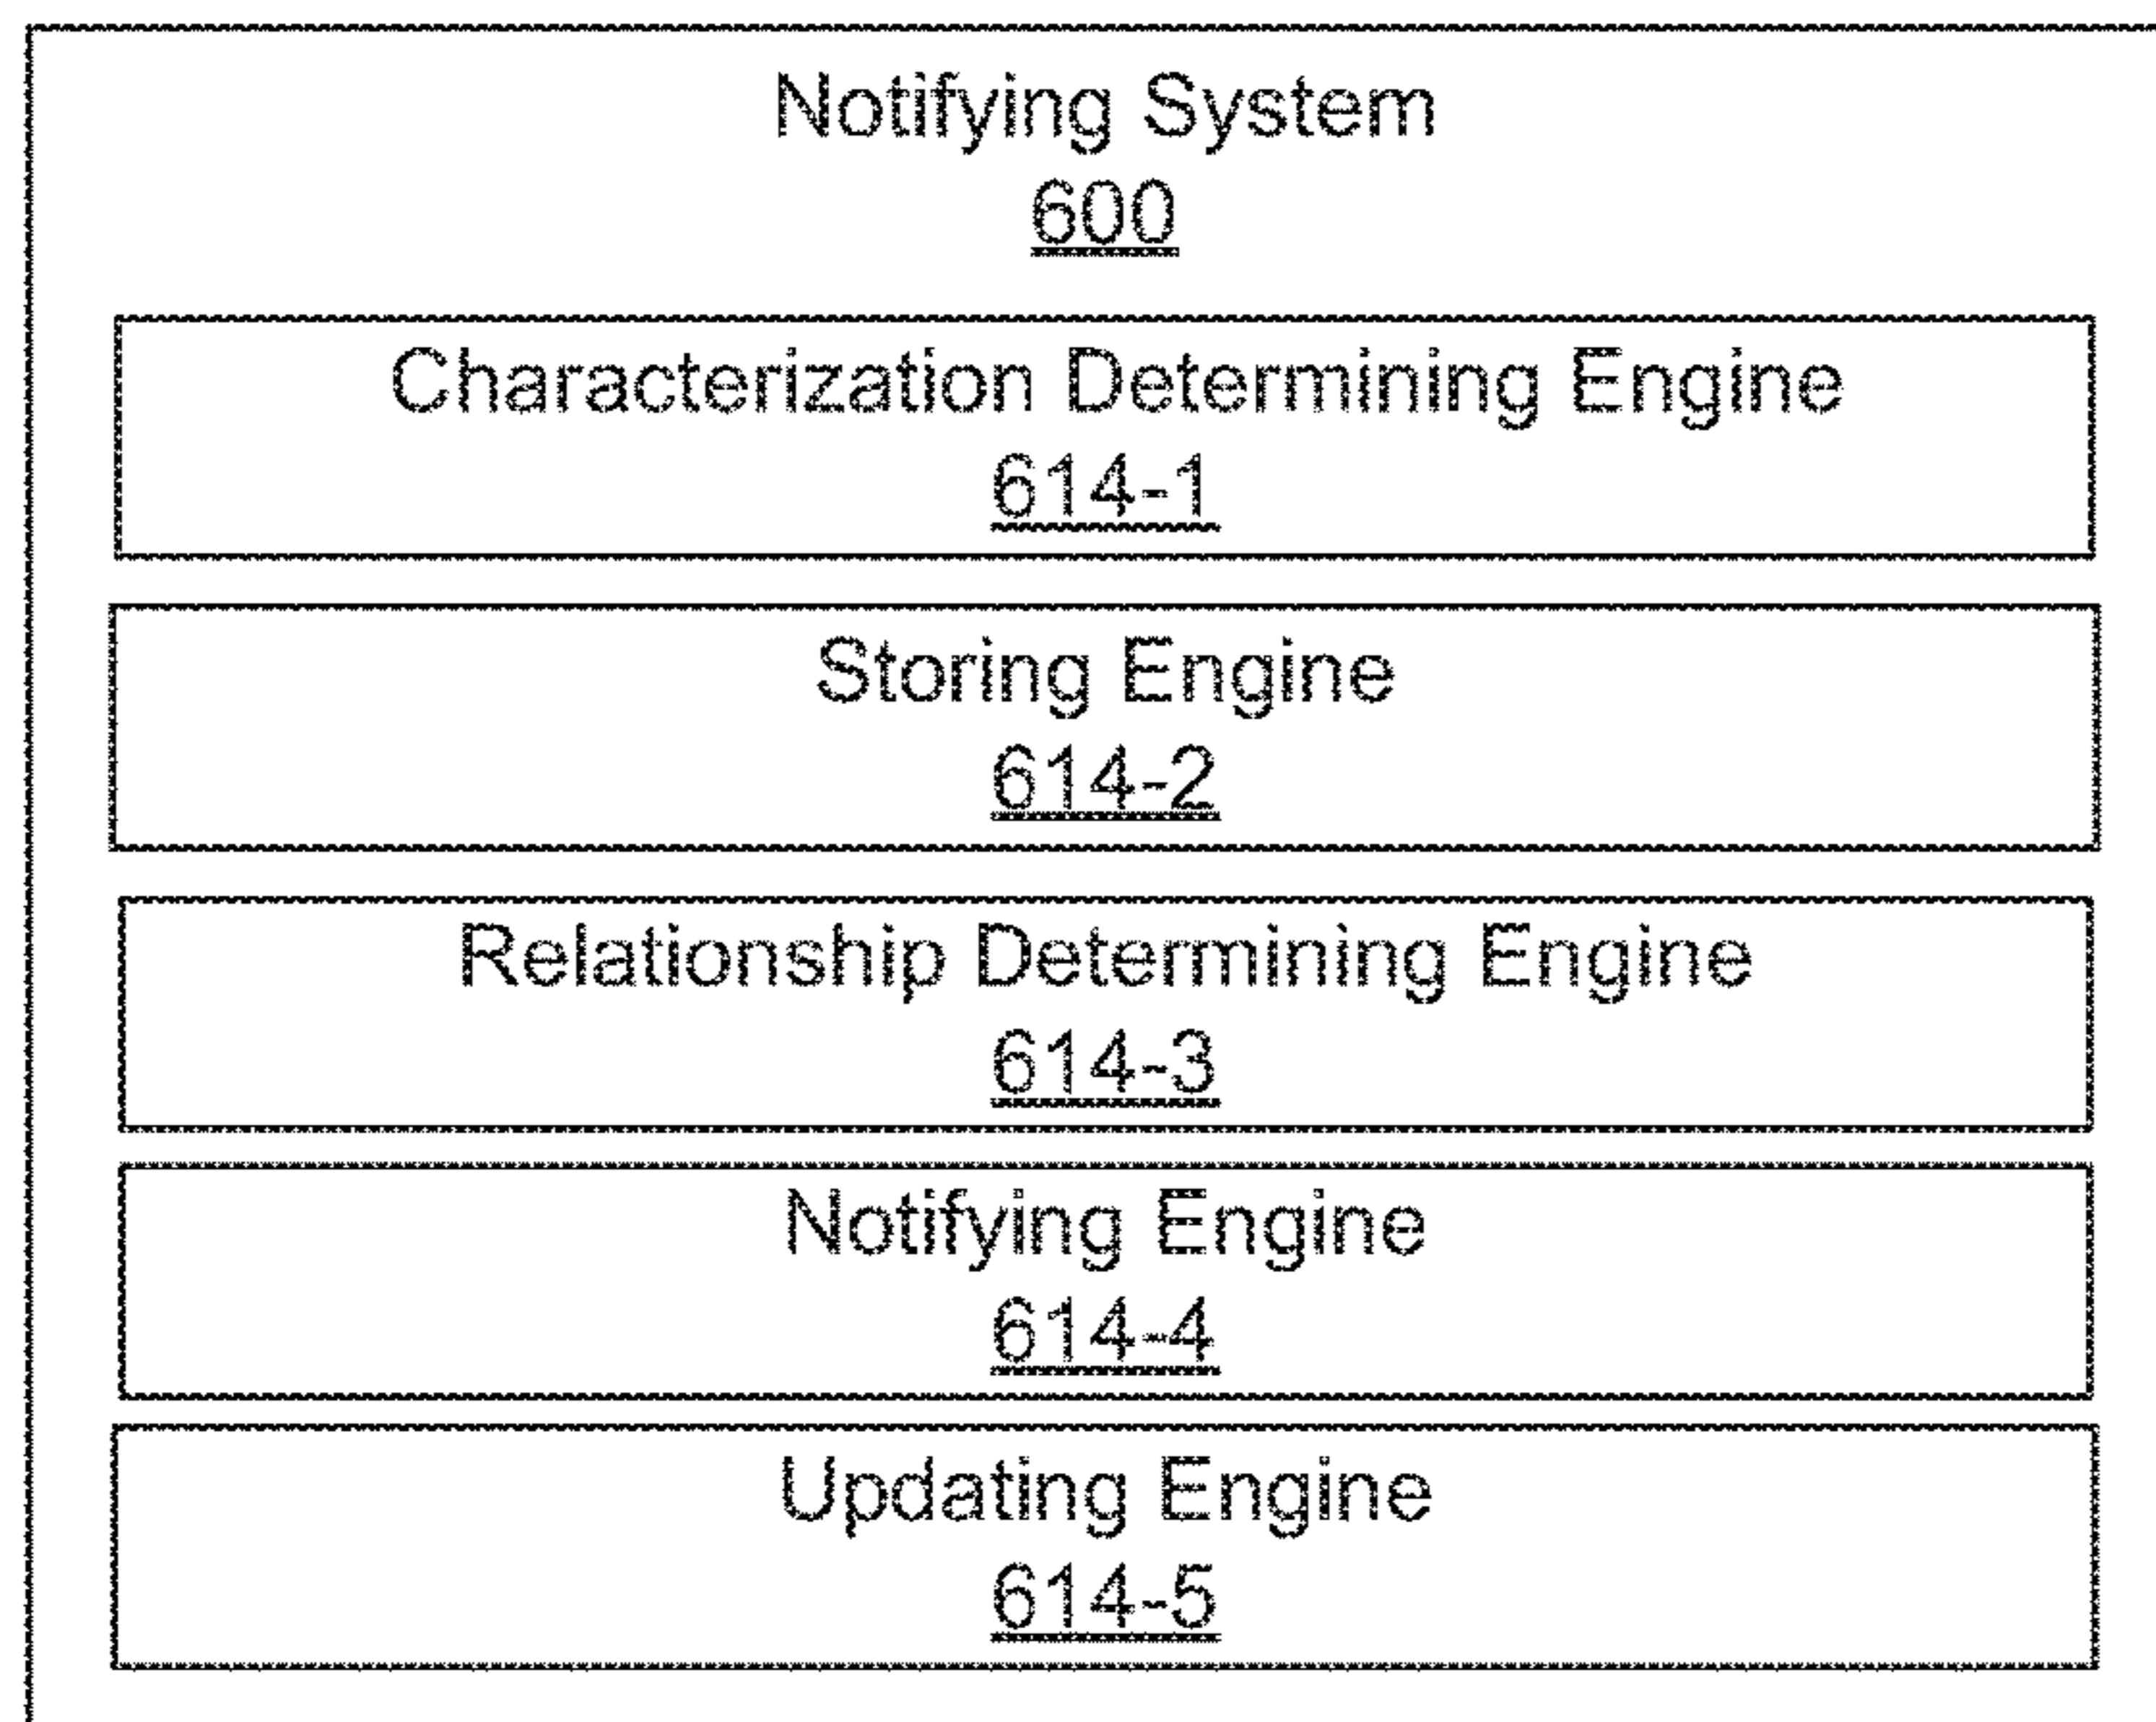 Notifying System
600
Characterization Determining Engine
614-1
Storing Engine
614-2
Relationship Determining Engine
614-3
Notifying Engine
614-4
Updating Engine
614-5